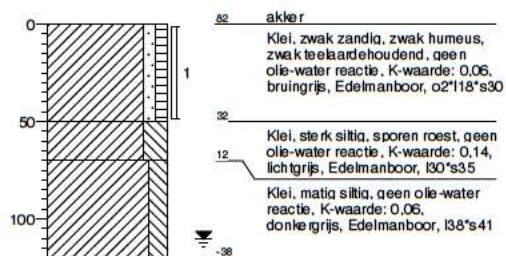 0
82 akker
Klei, zwak zandig, zwak humeus,
zwak teelaardehoudend, geen
olie-water reactie, K-waarde: 0,06,
bruingrijs, Edelmanboor, o2*l18*s30
1
50
32
Klei, sterk siltig, sporen roest, geen
olie-water reactie, K-waarde: 0,14,
lichtgrijs, Edelmanboor, l30*s35
12
Klei, matig siltig, geen olie-water
reactie, K-waarde: 0,06,
donkergrijs, Edelmanboor, l38*s41
100
-38